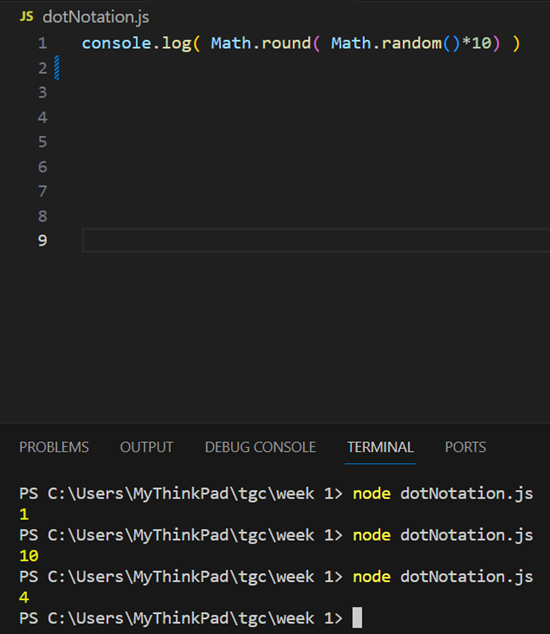 JS dotNotation.js
1 console.log( Math.round( Math.random()*10) )
2
3
4
5
6
7
8
9
PROBLEMS OUTPUT DEBUG CONSOLE TERMINAL PORTS
PS C:\Users\MyThinkPad\tgc\week 1> node dotNotation.js
1
PS C:\Users\MyThinkPad\tgc\week 1> node dotNotation.js
10
PS C:\Users\MyThinkPad\tgc\week 1> node dotNotation.js
4
PS C:\Users\MyThinkPad\tgc\week 1>